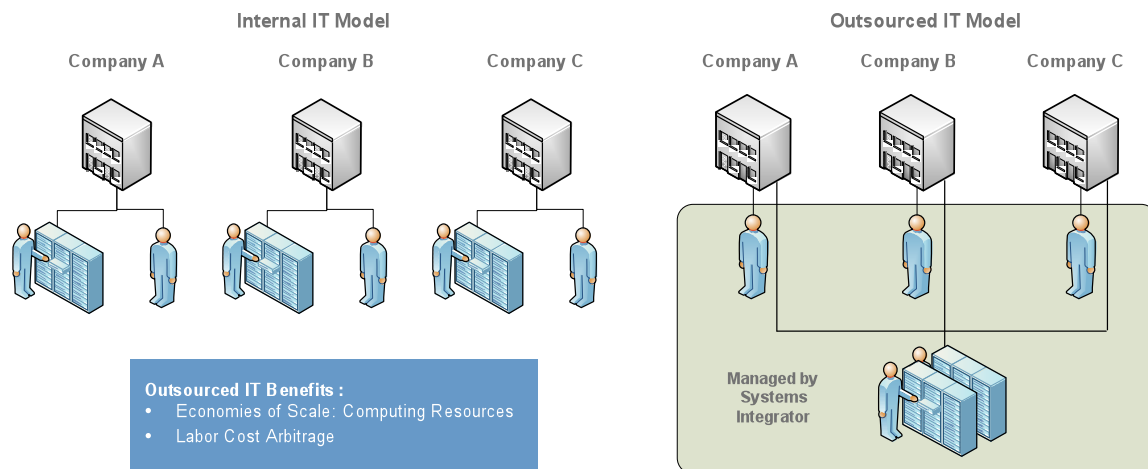 Internal IT Model
Outsourced IT Model
Company A
Company B
Company C
Company A
Company B
Company C
Outsourced IT Benefits :
• Economies of Scale: Computing Resources
• Labor Cost Arbitrage
Managed by
Systems
Integrator